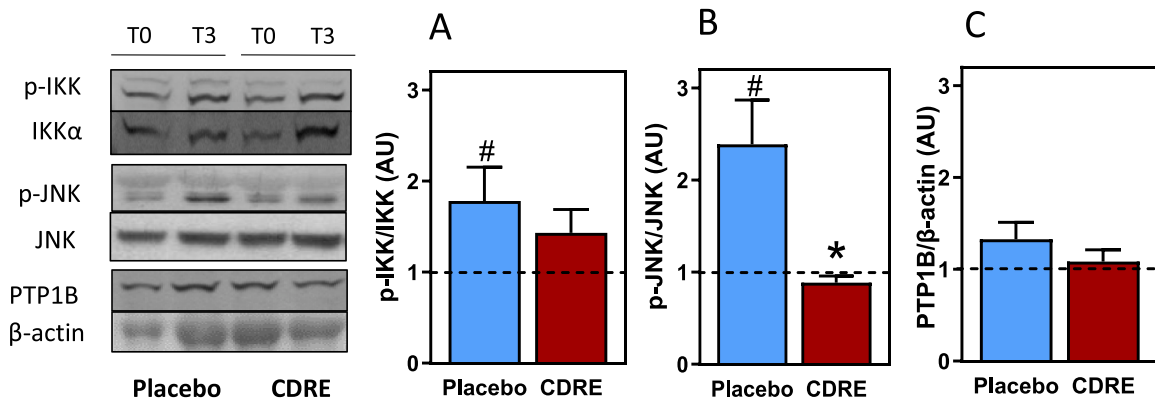 T0 T3 T0 T3
p-IKK
IKKα
p-JNK
JNK
PTP1B
β-actin
Placebo CDRE
A
p-IKK/IKK (AU)
3
2
1
0
#
Placebo CDRE
B
p-JNK/JNK (AU)
3
2
1
0
#
*
Placebo CDRE
C
PTP1B/β-actin (AU)
3
2
1
0
Placebo CDRE